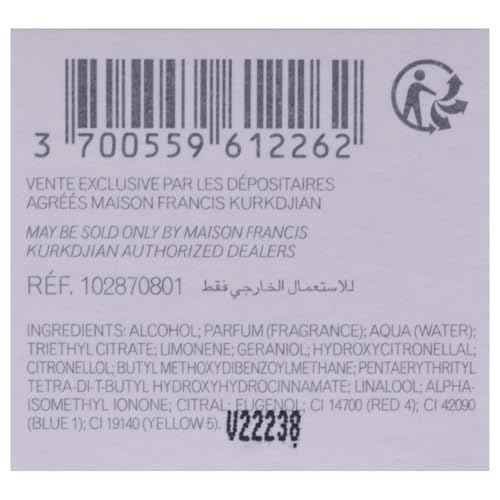 3 700559 612262
VENTE EXCLUSIVE PAR LES DÉPOSITAIRES
AGRÉÉS MAISON FRANCIS KURKDJIAN
MAY BE SOLD ONLY BY MAISON FRANCIS
KURKDJIAN AUTHORIZED DEALERS
RÉF. 102870801 للاستعمال الخارجي فقط
INGREDIENTS: ALCOHOL; PARFUM (FRAGRANCE); AQUA (WATER);
TRIETHYL CITRATE; LIMONENE; GERANIOL; HYDROXYCITRONELLAL;
CITRONELLOL; BUTYL METHOXYDIBENZOYLMETHANE; PENTAERYTHRITYL
TETRA-DI-T-BUTYL HYDROXYHYDROCINNAMATE; LINALOOL; ALPHA-
ISOMETHYL IONONE; CITRAL; EUGENOL; CI 14700 (RED 4); CI 42090
(BLUE 1); CI 19140 (YELLOW 5). V22238